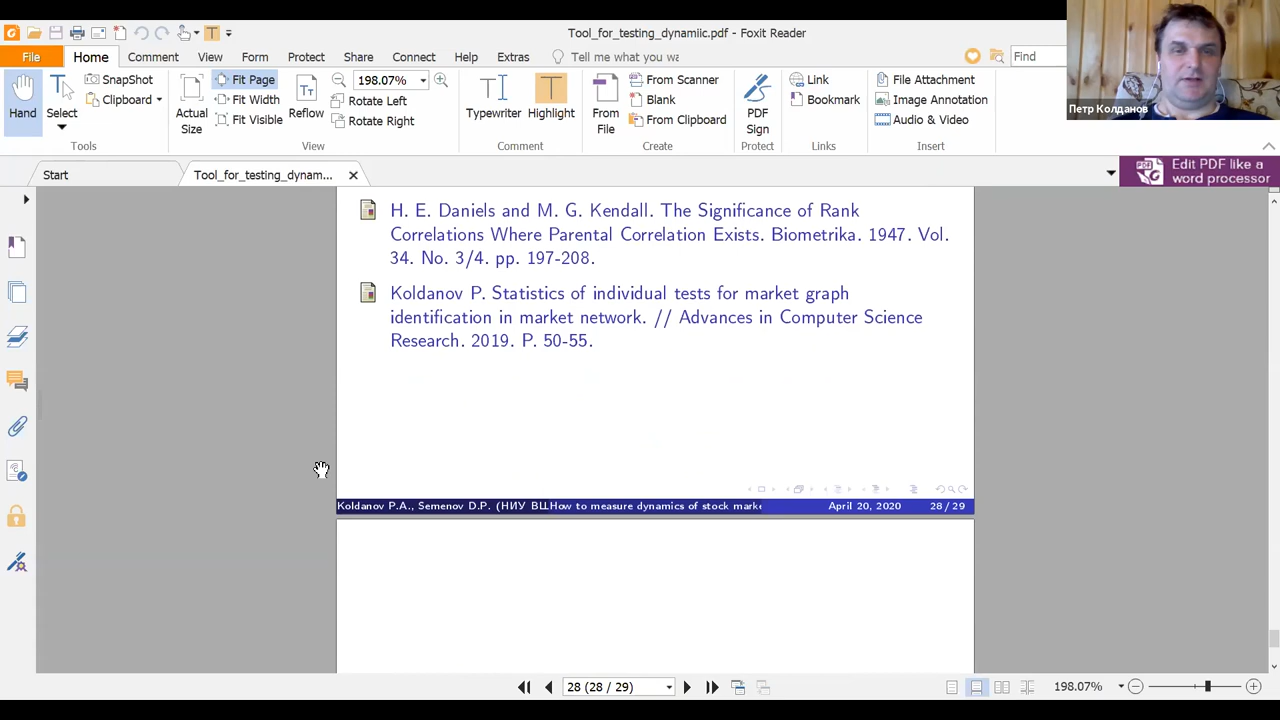 Tool_for_testing_dynamiic.pdf - Foxit Reader
File Home Comment View Form Protect Share Connect Help Extras Tell me what you wa Find
Hand
Select
SnapShot
Clipboard
Tools
Actual Size
Fit Page
Fit Width
Fit Visible
Reflow
198.07%
Rotate Left
Rotate Right
View
Typewriter
Highlight
Comment
From File
From Scanner
Blank
From Clipboard
Create
PDF Sign
Protect
Link
Bookmark
Links
File Attachment
Image Annotation
Audio & Video
Insert
Петр Колданов
Start
Tool_for_testing_dynam...
Edit PDF like a
word processor
H. E. Daniels and M. G. Kendall. The Significance of Rank
Correlations Where Parental Correlation Exists. Biometrika. 1947. Vol.
34. No. 3/4. pp. 197-208.
Koldanov P. Statistics of individual tests for market graph
identification in market network. // Advances in Computer Science
Research. 2019. P. 50-55.
Koldanov P.A., Semenov D.P. (НИУ ВШHow to measure dynamics of stock marke April 20, 2020 28 / 29
28 (28 / 29)
198.07%